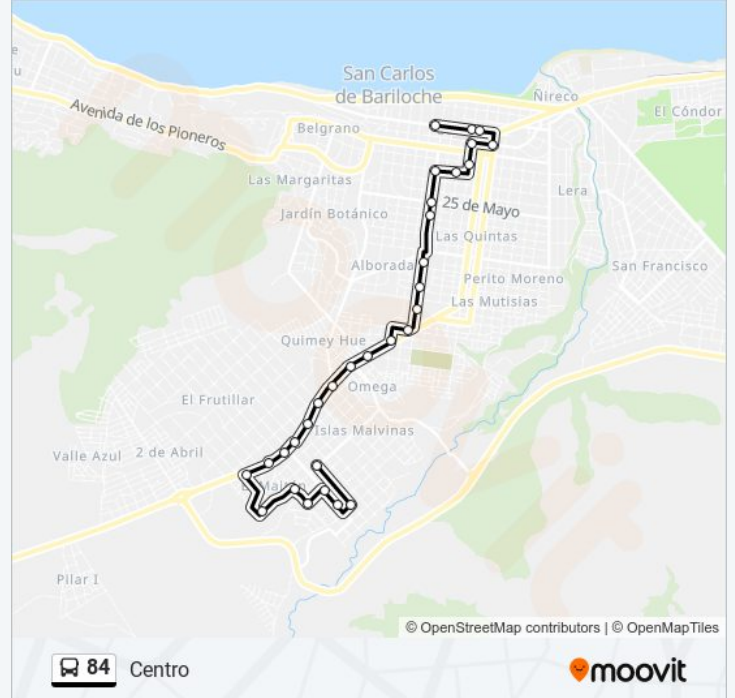 San Carlos
de Bariloche
Ñireco
El Cóndor
Avenida de los Pioneros
Belgrano
Las Margaritas
Lera
25 de Mayo
Jardín Botánico
Las Quintas
Alborada
San Francisco
Perito Moreno
Las Mutisias
Quimey Hue
Omega
El Frutillar
Islas Malvinas
2 de Abril
Valle Azul
Pilar I
© OpenStreetMap contributors | © OpenMapTiles
84 Centro
moovit